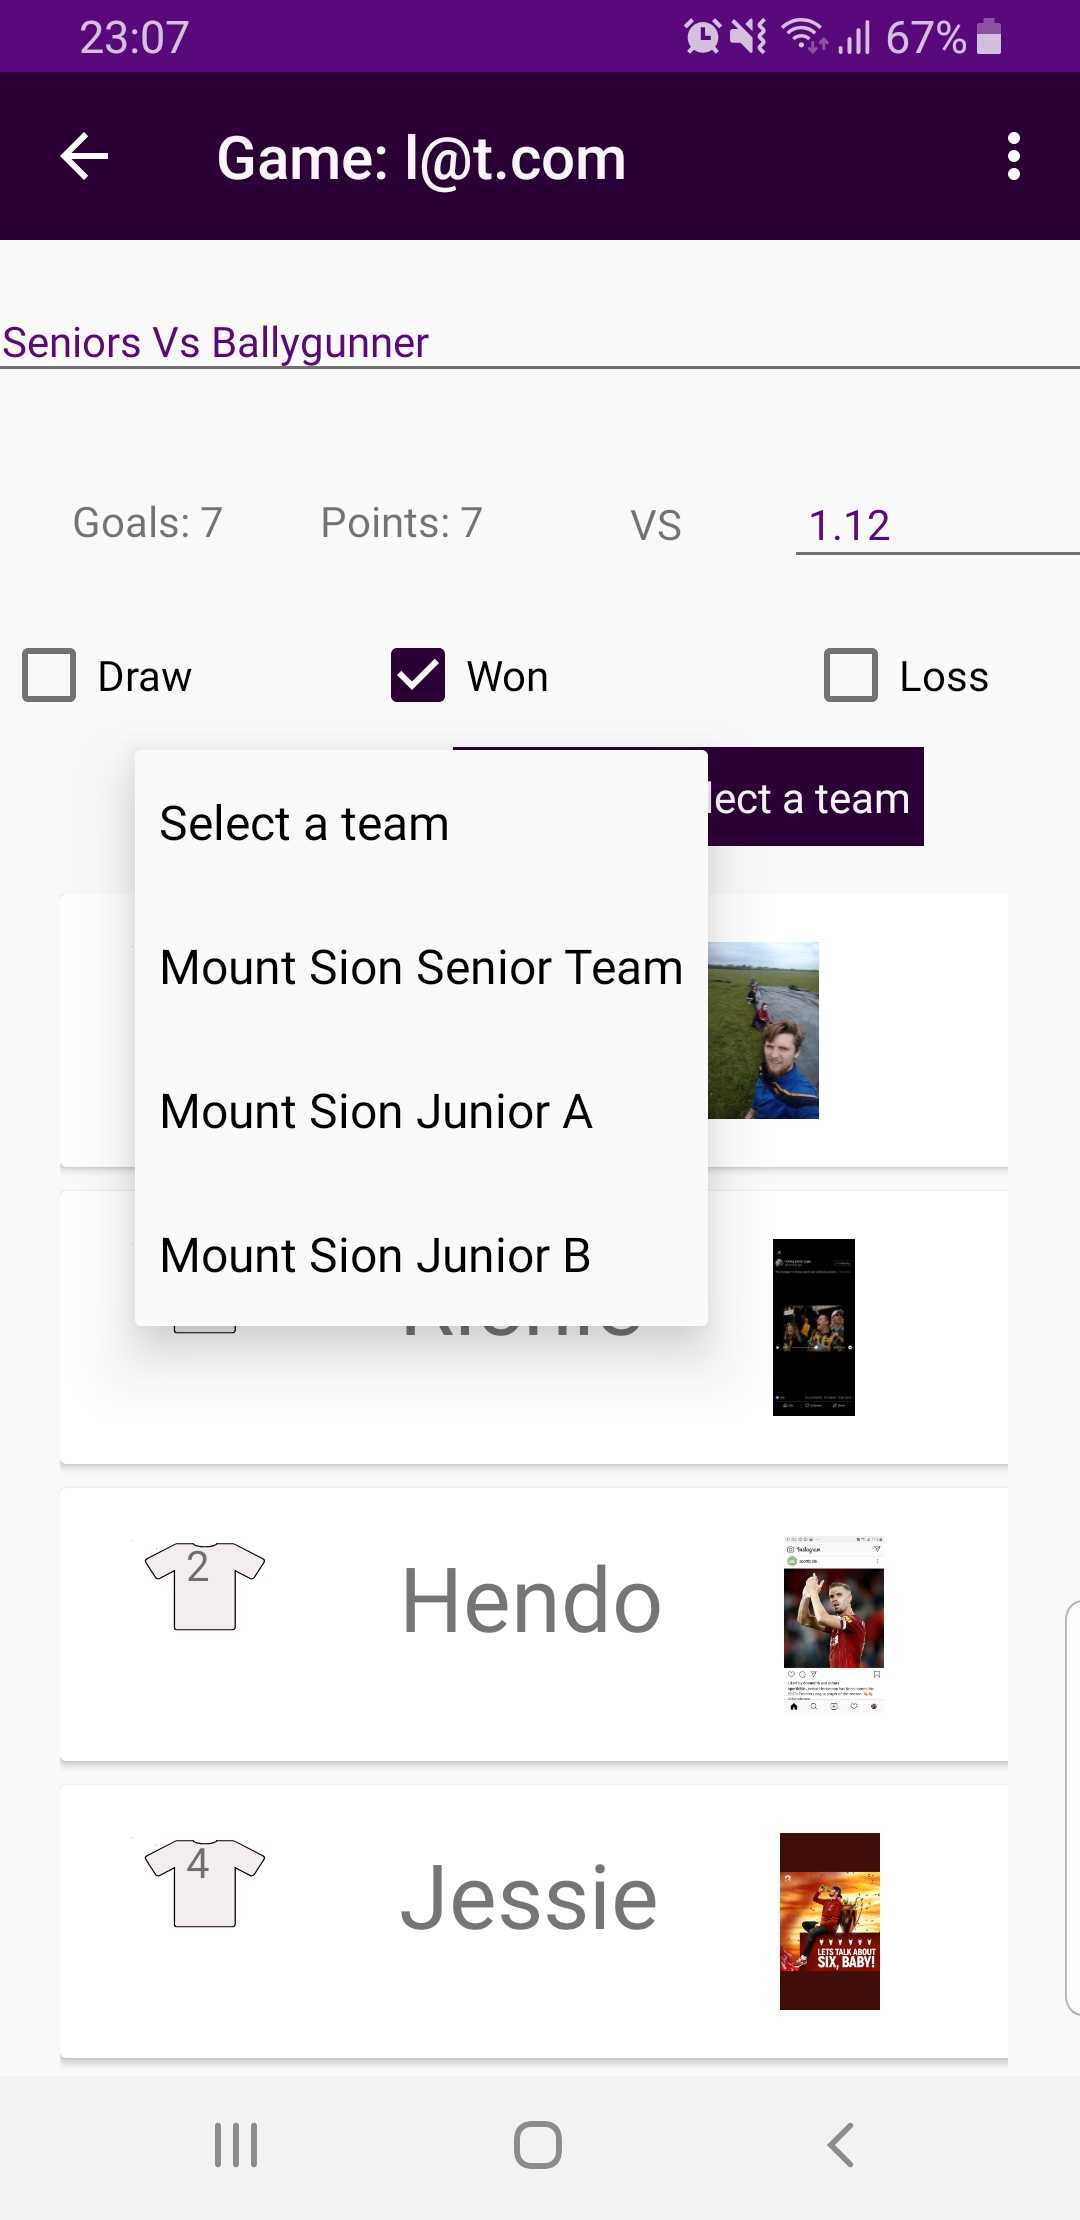 23:07 67%
Game: l@t.com
Seniors Vs Ballygunner
Goals: 7 Points: 7 VS 1.12
Draw Won Loss
lect a team
Select a team
Mount Sion Senior Team
Mount Sion Junior A
Mount Sion Junior B
2 Hendo
Instagram
4 Jessie
LETS TALK ABOUT
SIX, BABY!